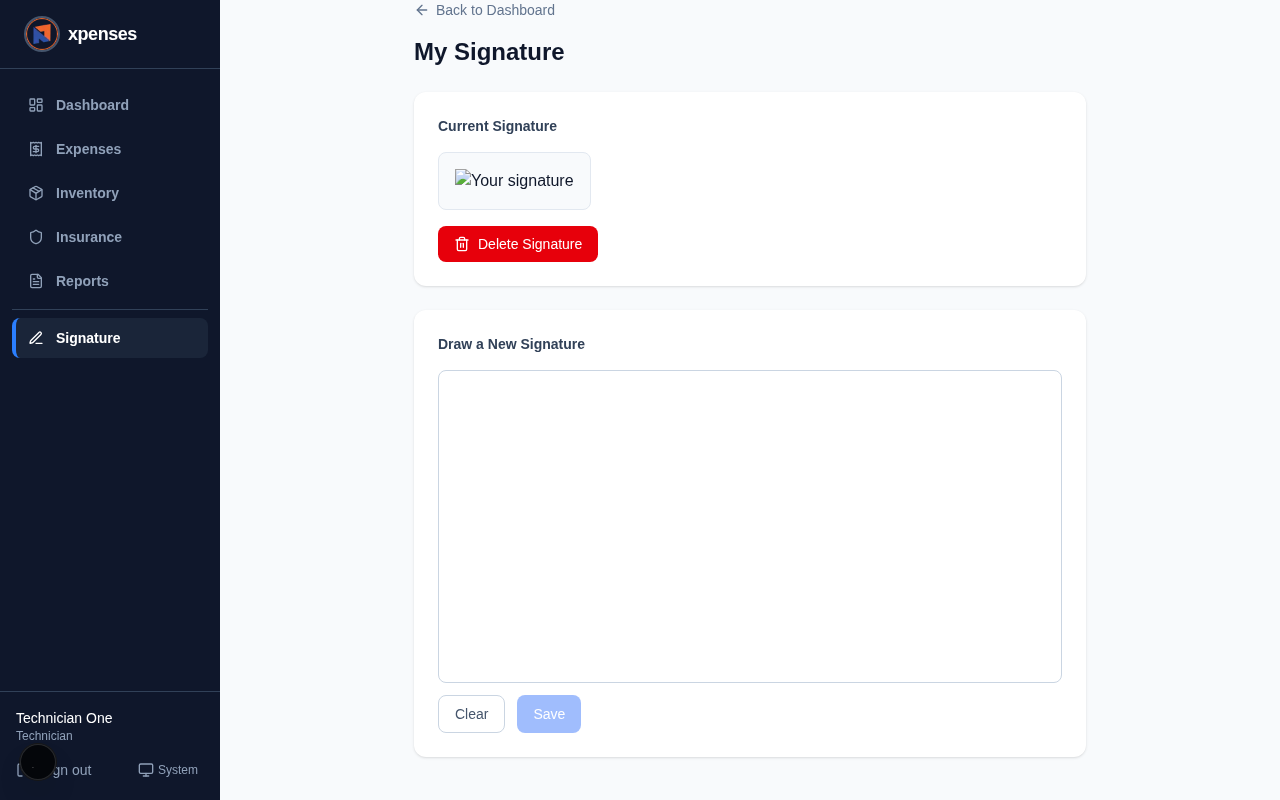 xpenses
Dashboard
Expenses
Inventory
Insurance
Reports
Signature
Technician One
Technician
gn out
System
Back to Dashboard
My Signature
Current Signature
Your signature
Delete Signature
Draw a New Signature
Clear
Save